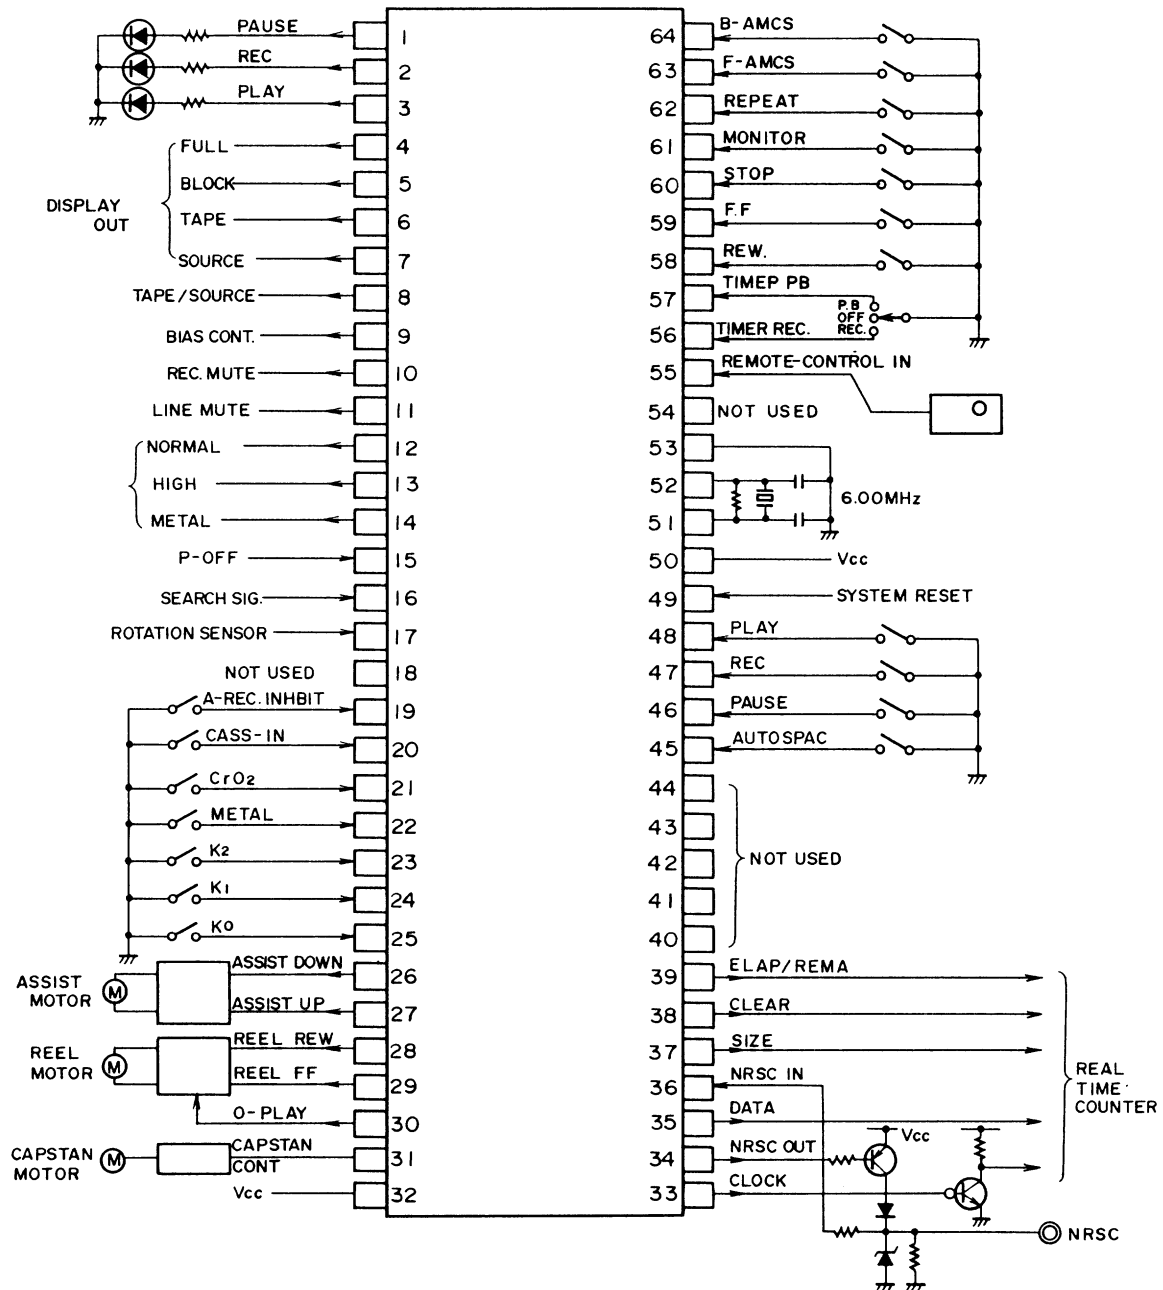 PAUSE 1
REC 2
PLAY 3
FULL 4
BLOCK 5
DISPLAY
OUT
TAPE 6
SOURCE 7
TAPE/SOURCE 8
BIAS CONT. 9
REC. MUTE 10
LINE MUTE 11
NORMAL 12
HIGH 13
METAL 14
P-OFF 15
SEARCH SIG. 16
ROTATION SENSOR 17
NOT USED 18
A-REC. INHBIT 19
CASS-IN 20
CrO2 21
METAL 22
K2 23
K1 24
K0 25
ASSIST
MOTOR
M
ASSIST DOWN 26
ASSIST UP 27
REEL
MOTOR
M
REEL REW 28
REEL FF 29
O-PLAY 30
CAPSTAN
MOTOR
M
CAPSTAN
CONT
31
Vcc 32
64 B-AMCS
63 F-AMCS
62 REPEAT
61 MONITOR
60 STOP
59 F.F
58 REW.
57 TIMEP PB
P.B
OFF
REC.
56 TIMER REC.
55 REMOTE-CONTROL IN
54 NOT USED
53
52
6.00MHz
51
50 Vcc
49 SYSTEM RESET
48 PLAY
47 REC
46 PAUSE
45 AUTOSPAC
44
43
42 NOT USED
41
40
39 ELAP/REMA
38 CLEAR
37 SIZE
36 NRSC IN
REAL
TIME
COUNTER
35 DATA
34 NRSC OUT
Vcc
33 CLOCK
NRSC